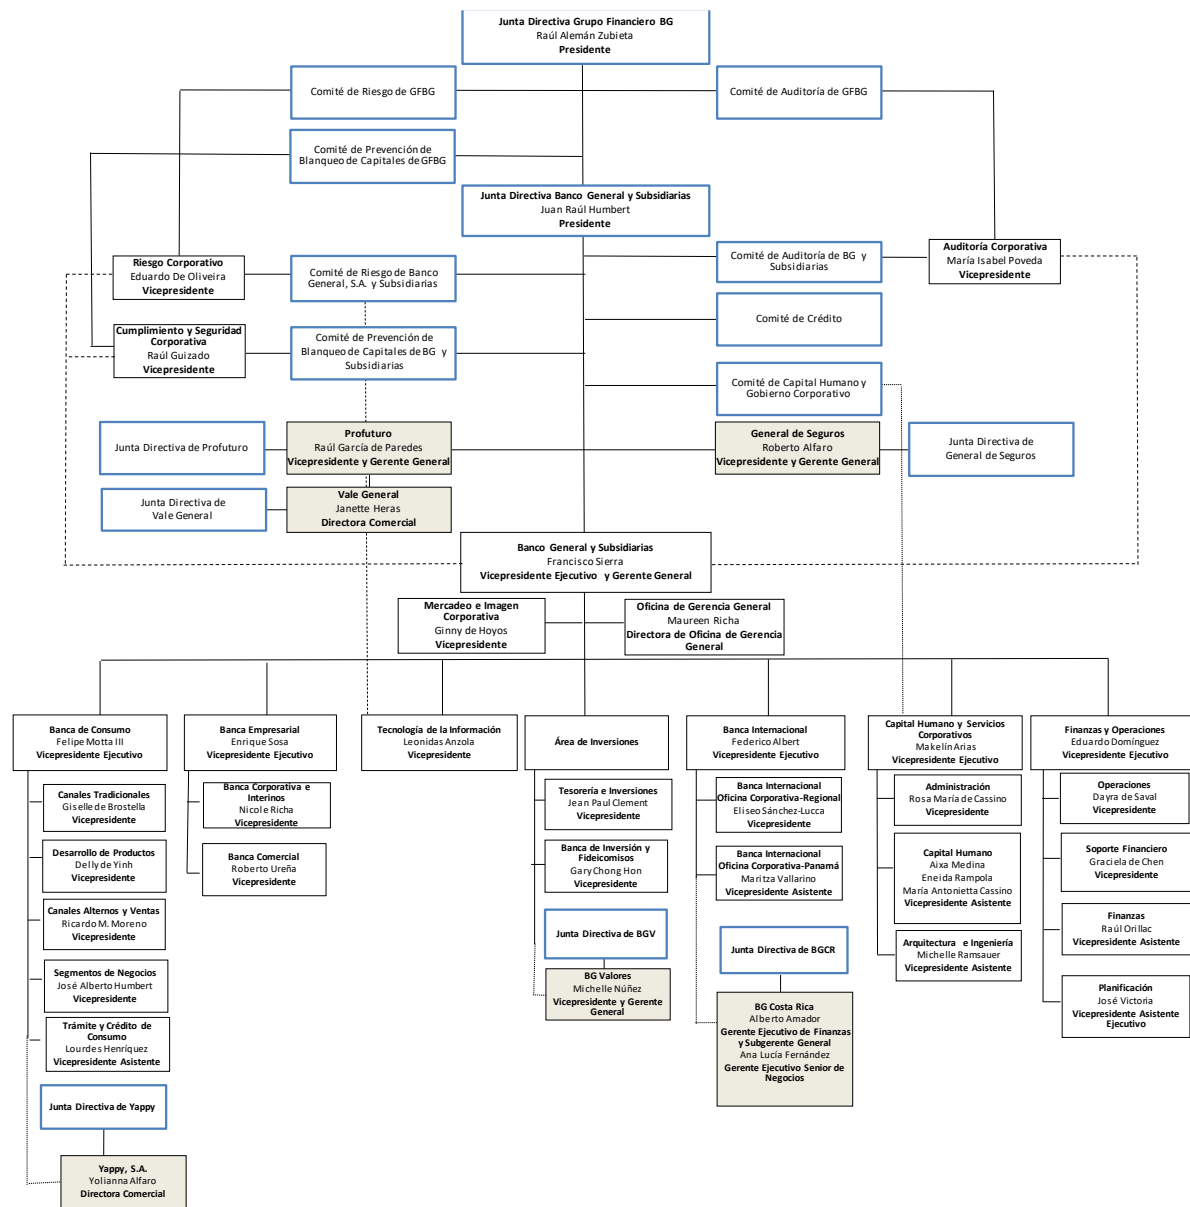 Junta Directiva Grupo Financiero BG
Raúl Alemán Zubieta
Presidente
Comité de Riesgo de GFBG
Comité de Auditoría de GFBG
Comité de Prevención de
Blanqueo de Capitales de GFBG
Junta Directiva Banco General y Subsidiarias
Juan Raúl Humbert
Presidente
Riesgo Corporativo
Eduardo De Oliveira
Vicepresidente
Comité de Riesgo de Banco
General, S.A. y Subsidiarias
Comité de Auditoría de BG y
Subsidiarias
Auditoría Corporativa
María Isabel Poveda
Vicepresidente
Comité de Crédito
Cumplimiento y Seguridad
Corporativa
Raúl Guizado
Vicepresidente
Comité de Prevención de
Blanqueo de Capitales de BG y
Subsidiarias
Comité de Capital Humano y
Gobierno Corporativo
Junta Directiva de Profuturo
Profuturo
Raúl García de Paredes
Vicepresidente y Gerente General
General de Seguros
Roberto Alfaro
Vicepresidente y Gerente General
Junta Directiva de
General de Seguros
Junta Directiva de
Vale General
Vale General
Janette Heras
Directora Comercial
Banco General y Subsidiarias
Francisco Sierra
Vicepresidente Ejecutivo y Gerente General
Mercadeo e Imagen
Corporativa
Ginny de Hoyos
Vicepresidente
Oficina de Gerencia General
Maureen Richa
Directora de Oficina de Gerencia
General
Banca de Consumo
Felipe Motta III
Vicepresidente Ejecutivo
Banca Empresarial
Enrique Sosa
Vicepresidente Ejecutivo
Tecnología de la Información
Leonidas Anzola
Vicepresidente
Área de Inversiones
Banca Internacional
Federico Albert
Vicepresidente Ejecutivo
Capital Humano y Servicios
Corporativos
Makelín Arias
Vicepresidente Ejecutivo
Finanzas y Operaciones
Eduardo Domínguez
Vicepresidente Ejecutivo
Canales Tradicionales
Giselle de Brostella
Vicepresidente
Desarrollo de Productos
Delly de Yinh
Vicepresidente
Canales Alternos y Ventas
Ricardo M. Moreno
Vicepresidente
Segmentos de Negocios
José Alberto Humbert
Vicepresidente
Trámite y Crédito de
Consumo
Lourdes Henríquez
Vicepresidente Asistente
Junta Directiva de Yappy
Yappy, S.A.
Yolianna Alfaro
Directora Comercial
Banca Corporativa e
Interinos
Nicole Richa
Vicepresidente
Banca Comercial
Roberto Ureña
Vicepresidente
Tesorería e Inversiones
Jean Paul Clement
Vicepresidente
Banca de Inversión y
Fideicomisos
Gary Chong Hon
Vicepresidente
Junta Directiva de BGV
BG Valores
Michelle Núñez
Vicepresidente y Gerente
General
Banca Internacional
Oficina Corporativa-Regional
Eliseo Sánchez-Lucca
Vicepresidente
Banca Internacional
Oficina Corporativa-Panamá
Maritza Vallarino
Vicepresidente Asistente
Junta Directiva de BGCR
BG Costa Rica
Alberto Amador
Gerente Ejecutivo de Finanzas
y Subgerente General
Ana Lucía Fernández
Gerente Ejecutivo Senior de
Negocios
Administración
Rosa María de Cassino
Vicepresidente
Capital Humano
Aixa Medina
Eneida Rampola
María Antonietta Cassino
Vicepresidente Asistente
Arquitectura e Ingeniería
Michelle Ramsauer
Vicepresidente Asistente
Operaciones
Dayra de Saval
Vicepresidente
Soporte Financiero
Graciela de Chen
Vicepresidente
Finanzas
Raúl Orillac
Vicepresidente Asistente
Planificación
José Victoria
Vicepresidente Asistente
Ejecutivo